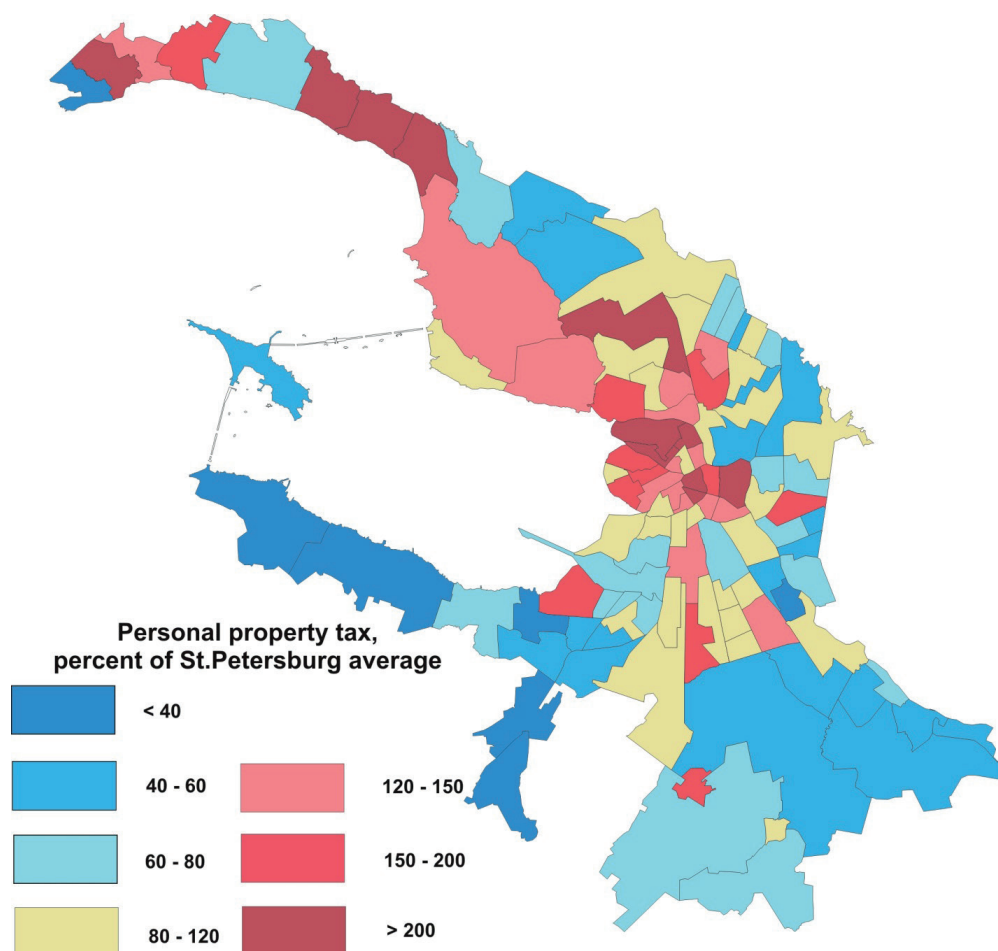 Personal property tax,
percent of St.Petersburg average
< 40
40 - 60
120 - 150
60 - 80
150 - 200
80 - 120
> 200